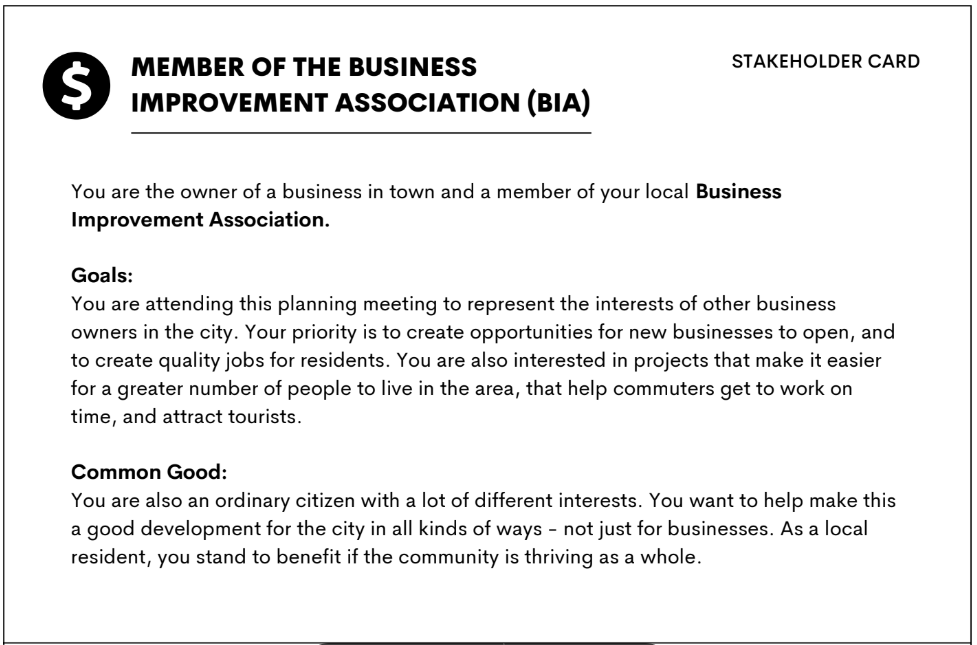 $
MEMBER OF THE BUSINESS
IMPROVEMENT ASSOCIATION (BIA)
STAKEHOLDER CARD
You are the owner of a business in town and a member of your local Business
Improvement Association.
Goals:
You are attending this planning meeting to represent the interests of other business
owners in the city. Your priority is to create opportunities for new businesses to open, and
to create quality jobs for residents. You are also interested in projects that make it easier
for a greater number of people to live in the area, that help commuters get to work on
time, and attract tourists.
Common Good:
You are also an ordinary citizen with a lot of different interests. You want to help make this
a good development for the city in all kinds of ways – not just for businesses. As a local
resident, you stand to benefit if the community is thriving as a whole.